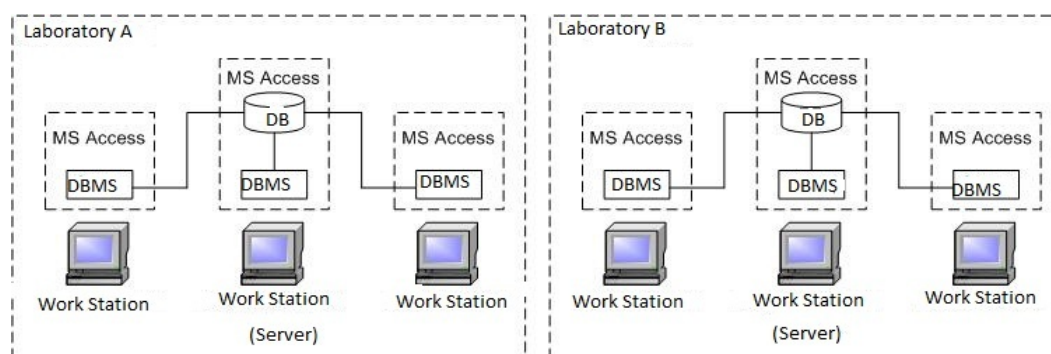 Laboratory A
MS Access
DB
MS Access
MS Access
DBMS
DBMS
DBMS
Work Station
Work Station
Work Station
(Server)
Laboratory B
MS Access
DB
MS Access
MS Access
DBMS
DBMS
DBMS
Work Station
Work Station
Work Station
(Server)